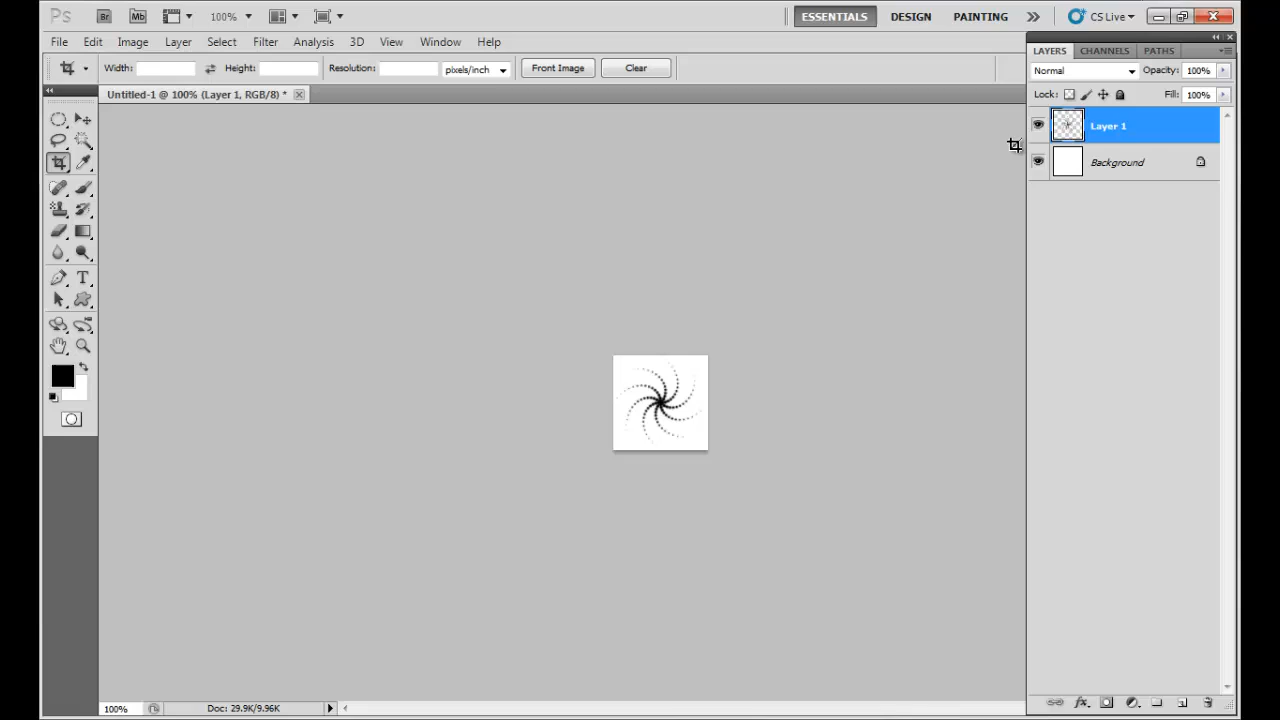 Ps Br Mb 100% ESSENTIALS DESIGN PAINTING CS Live
File Edit Image Layer Select Filter Analysis 3D View Window Help
Width: Height: Resolution: pixels/inch Front Image Clear
Untitled-1 @ 100% (Layer 1, RGB/8) *
LAYERS CHANNELS PATHS
Normal Opacity: 100%
Lock: Fill: 100%
Layer 1
Background
T
100% Doc: 29.9K/9.96K
fx